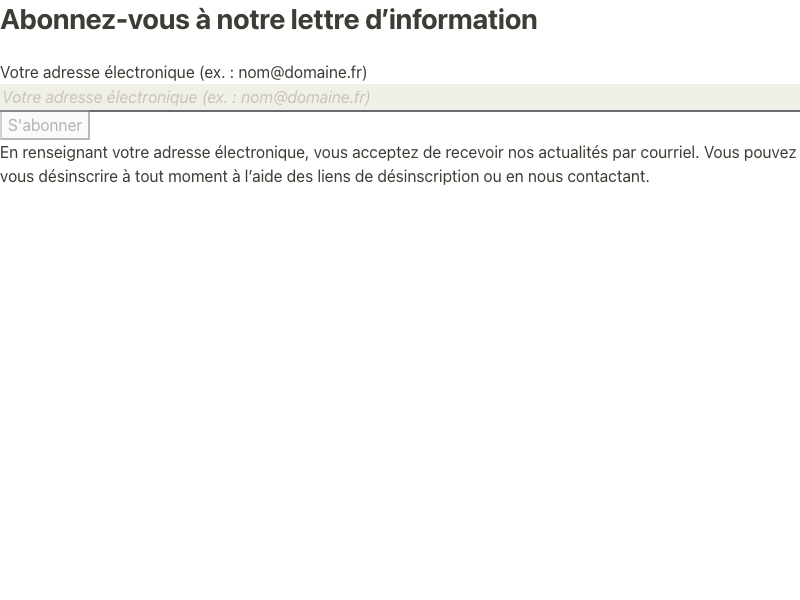 Abonnez-vous à notre lettre d’information
Votre adresse électronique (ex. : nom@domaine.fr)
Votre adresse électronique (ex. : nom@domaine.fr)
S'abonner
En renseignant votre adresse électronique, vous acceptez de recevoir nos actualités par courriel. Vous pouvez
vous désinscrire à tout moment à l’aide des liens de désinscription ou en nous contactant.